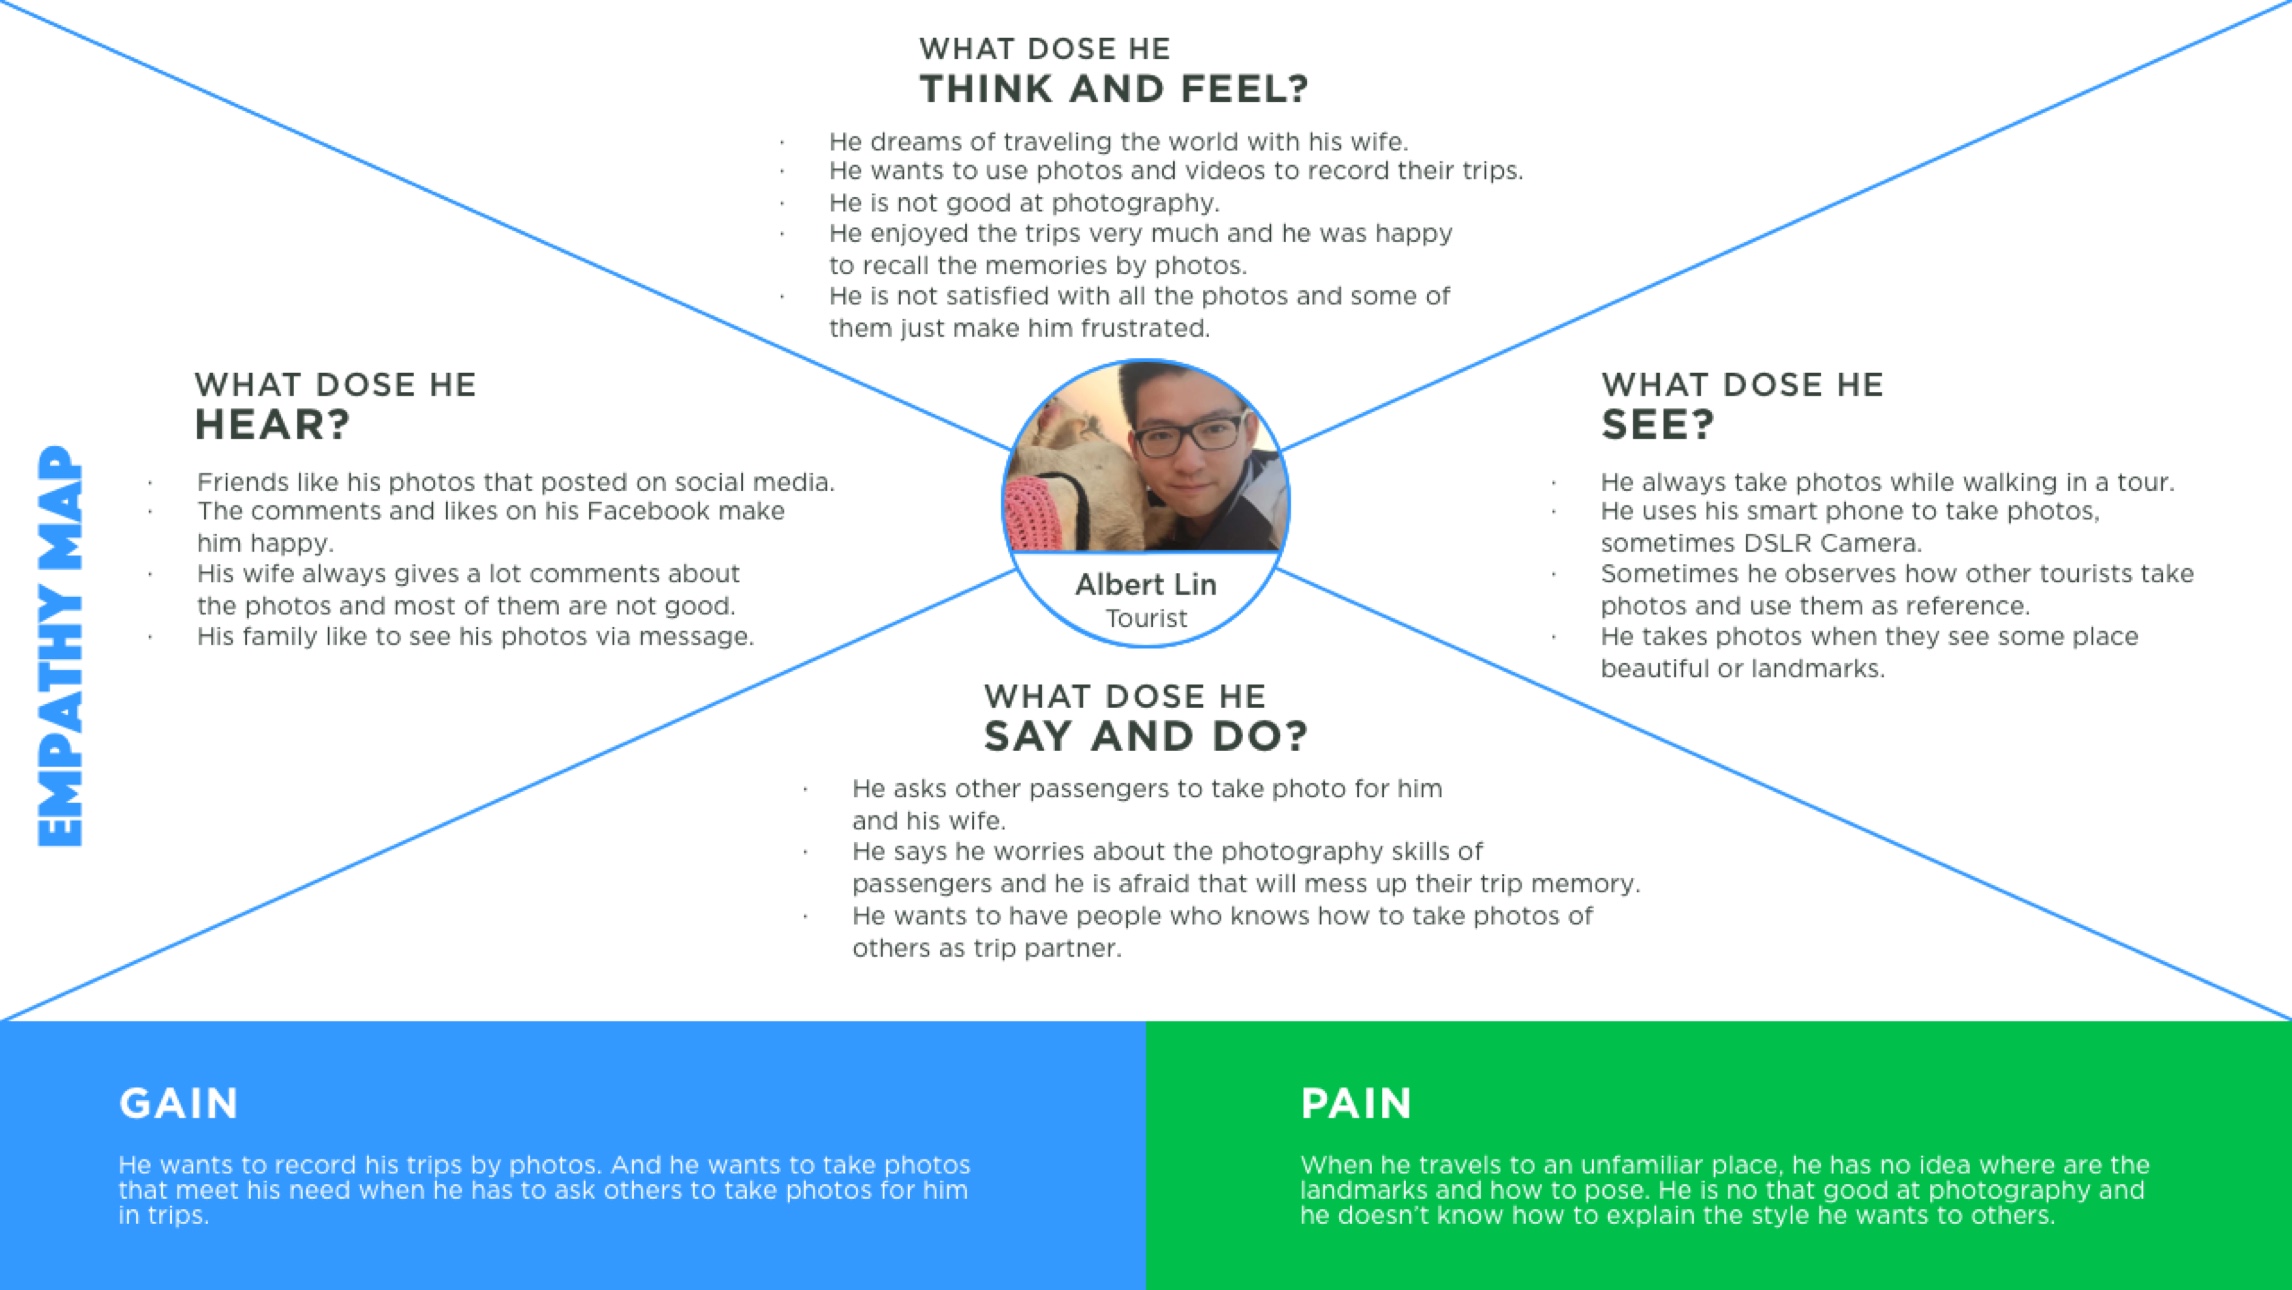 WHAT DOSE HE
THINK AND FEEL?
· He dreams of traveling the world with his wife.
· He wants to use photos and videos to record their trips.
· He is not good at photography.
· He enjoyed the trips very much and he was happy
to recall the memories by photos.
· He is not satisfied with all the photos and some of
them just make him frustrated.
EMPATHY MAP
WHAT DOSE HE
HEAR?
· Friends like his photos that posted on social media.
· The comments and likes on his Facebook make
him happy.
· His wife always gives a lot comments about
the photos and most of them are not good.
· His family like to see his photos via message.
Albert Lin
Tourist
WHAT DOSE HE
SEE?
· He always take photos while walking in a tour.
· He uses his smart phone to take photos,
sometimes DSLR Camera.
· Sometimes he observes how other tourists take
photos and use them as reference.
· He takes photos when they see some place
beautiful or landmarks.
WHAT DOSE HE
SAY AND DO?
· He asks other passengers to take photo for him
and his wife.
· He says he worries about the photography skills of
passengers and he is afraid that will mess up their trip memory.
· He wants to have people who knows how to take photos of
others as trip partner.
GAIN
He wants to record his trips by photos. And he wants to take photos
that meet his need when he has to ask others to take photos for him
in trips.
PAIN
When he travels to an unfamiliar place, he has no idea where are the
landmarks and how to pose. He is no that good at photography and
he doesn't know how to explain the style he wants to others.